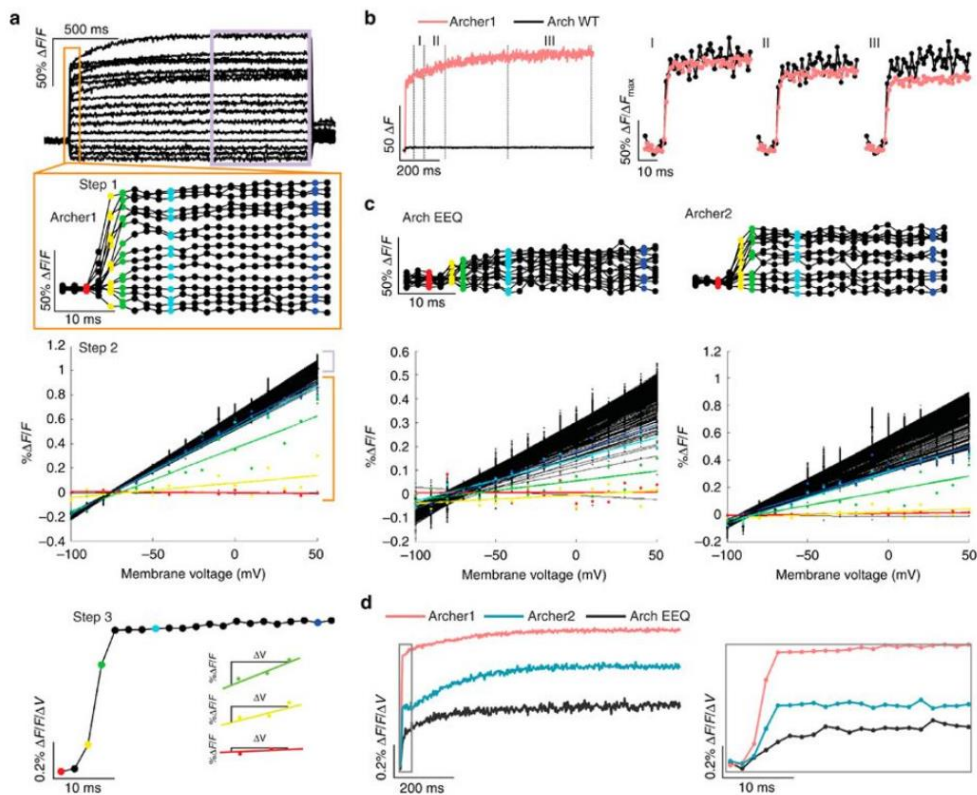 a
500 ms
50% ΔF/F
Step 1
Archer1
50% ΔF/F
10 ms
Step 2
1.2
1
0.8
0.6
0.4
0.2
0
−0.2
−0.4
%ΔF/F
−100
−50
0
50
Membrane voltage (mV)
Step 3
0.2% ΔF/F/ΔV
10 ms
%ΔF/F
ΔV
%ΔF/F
ΔV
%ΔF/F
ΔV
b
Archer1
Arch WT
I
II
III
50 ΔF
200 ms
I
II
III
50% ΔF/ΔFmax
10 ms
c
Arch EEQ
50% ΔF/F
10 ms
Archer2
0.6
0.5
0.4
0.3
0.2
0.1
0
−0.1
−0.2
%ΔF/F
−100
−50
0
50
Membrane voltage (mV)
1.2
1
0.8
0.6
0.4
0.2
0
−0.2
%ΔF/F
−100
−50
0
50
Membrane voltage (mV)
d
Archer1
Archer2
Arch EEQ
0.2% ΔF/F/ΔV
200 ms
0.2% ΔF/F/ΔV
10 ms